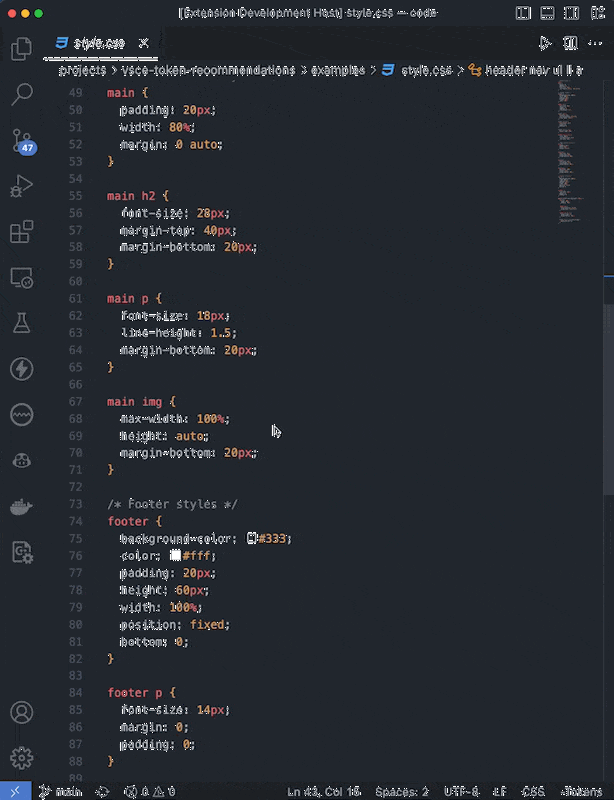 [Extension Development Host] style.css — code
style.css
projects > vsce-token-recommendations > examples > style.css > header nav ul li a
47
49 main {
50 padding: 20px;
51 width: 80%;
52 margin: 0 auto;
53 }
54
55 main h2 {
56 font-size: 28px;
57 margin-top: 40px;
58 margin-bottom: 20px;
59 }
60
61 main p {
62 font-size: 18px;
63 line-height: 1.5;
64 margin-bottom: 20px;
65 }
66
67 main img {
68 max-width: 100%;
69 height: auto;
70 margin-bottom: 20px;
71 }
72
73 /* Footer styles */
74 footer {
75 background-color: #333;
76 color: #fff;
77 padding: 20px;
78 height: 60px;
79 width: 100%;
80 position: fixed;
81 bottom: 0;
82 }
83
84 footer p {
85 font-size: 14px;
86 margin: 0;
87 padding: 0;
88 }
89
main 0 0 Ln 43, Col 16 Spaces: 2 UTF-8 LF CSS Tokens